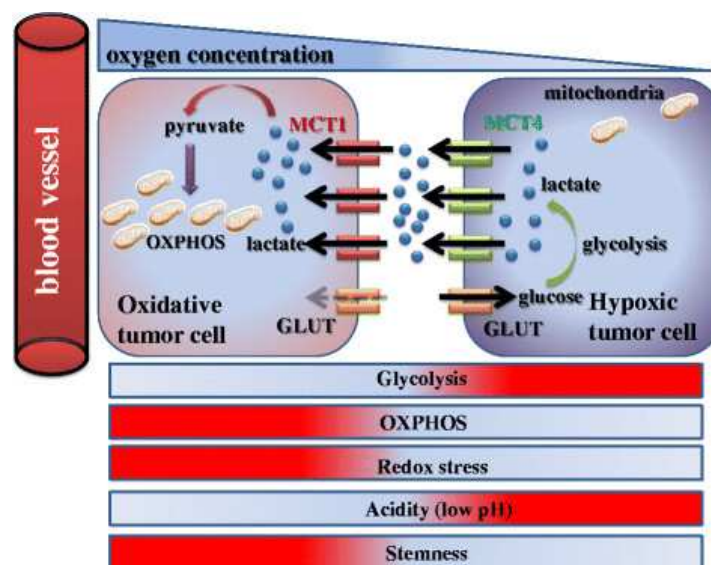 oxygen concentration
blood vessel
mitochondria
pyruvate
MCT1
MCT4
lactate
OXPHOS
lactate
glycolysis
Oxidative
tumor cell
GLUT
glucose
GLUT
Hypoxic
tumor cell
Glycolysis
OXPHOS
Redox stress
Acidity (low pH)
Stemness